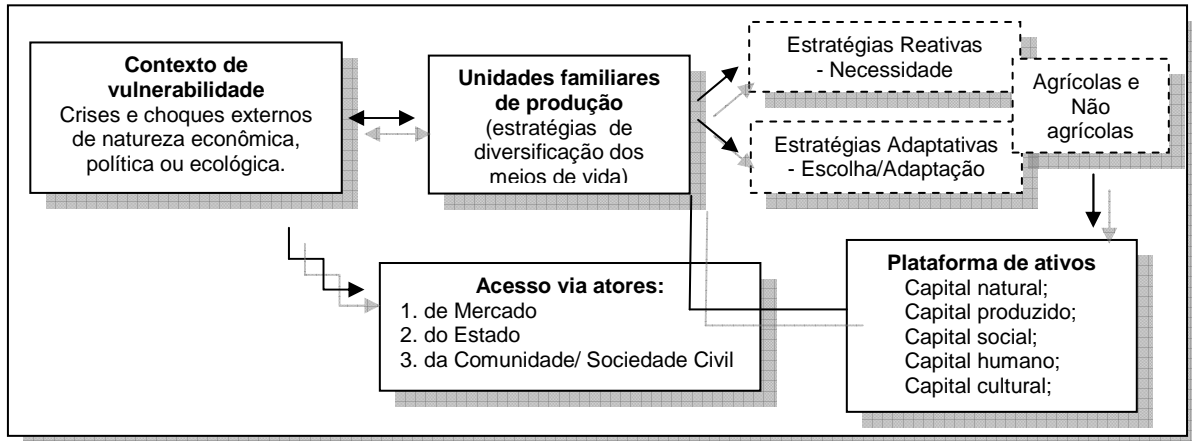 Contexto de
vulnerabilidade
Crises e choques externos
de natureza econômica,
política ou ecológica.
Unidades familiares
de produção
(estratégias de
diversificação dos
meios de vida)
Estratégias Reativas
- Necessidade
Estratégias Adaptativas
- Escolha/Adaptação
Agrícolas e
Não
agrícolas
Acesso via atores:
1. de Mercado
2. do Estado
3. da Comunidade/ Sociedade Civil
Plataforma de ativos
Capital natural;
Capital produzido;
Capital social;
Capital humano;
Capital cultural;